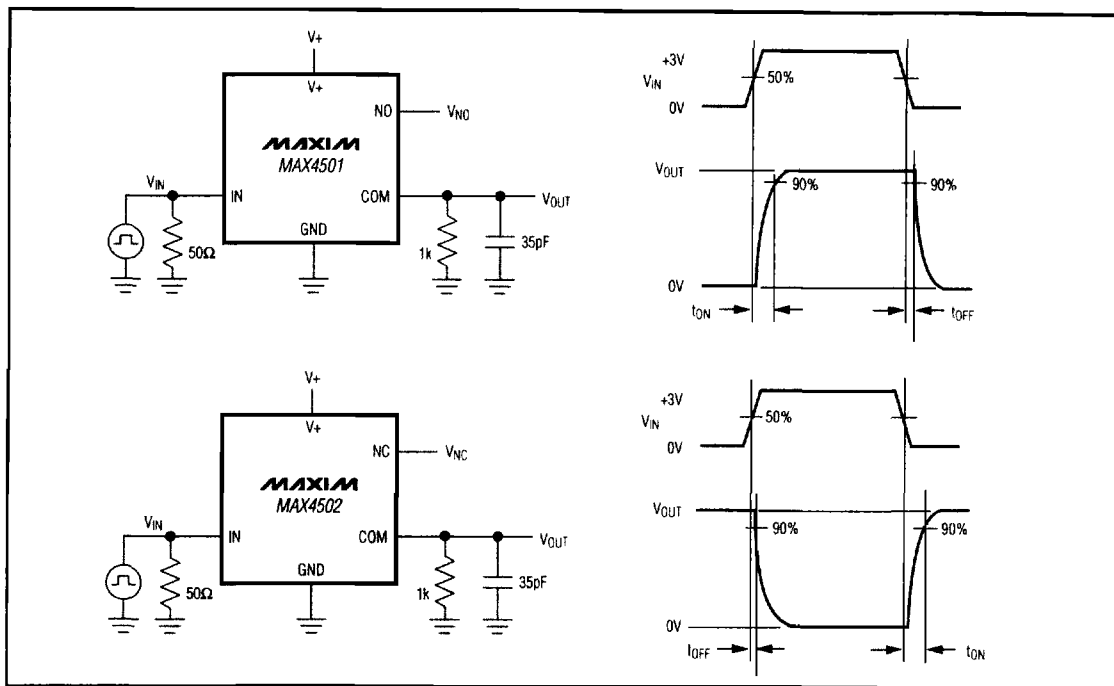 V+
V+
NO
VNO
MAXIM
MAX4501
VIN
IN
COM
VOUT
GND
50Ω
1k
35pF
+3V
VIN
50%
0V
VOUT
90%
90%
0V
tON
tOFF
V+
V+
NC
VNC
MAXIM
MAX4502
VIN
IN
COM
VOUT
GND
50Ω
1k
35pF
+3V
VIN
50%
0V
VOUT
90%
90%
0V
tOFF
tON